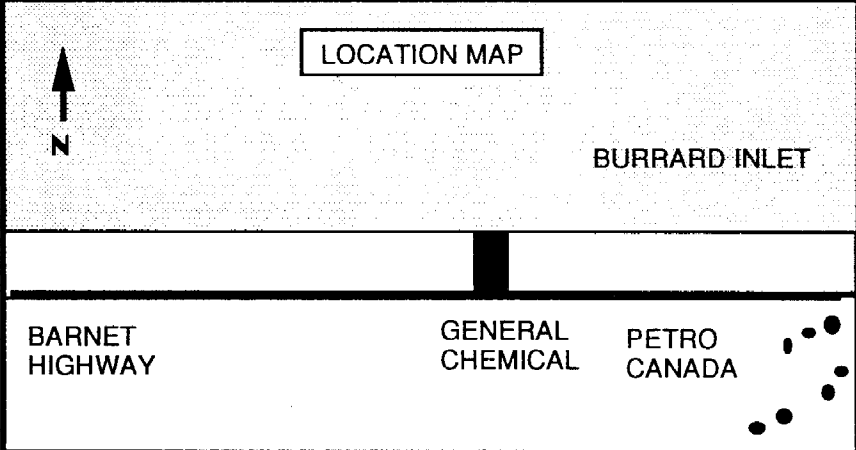 LOCATION MAP
N
BURRARD INLET
BARNET
HIGHWAY
GENERAL
CHEMICAL
PETRO
CANADA